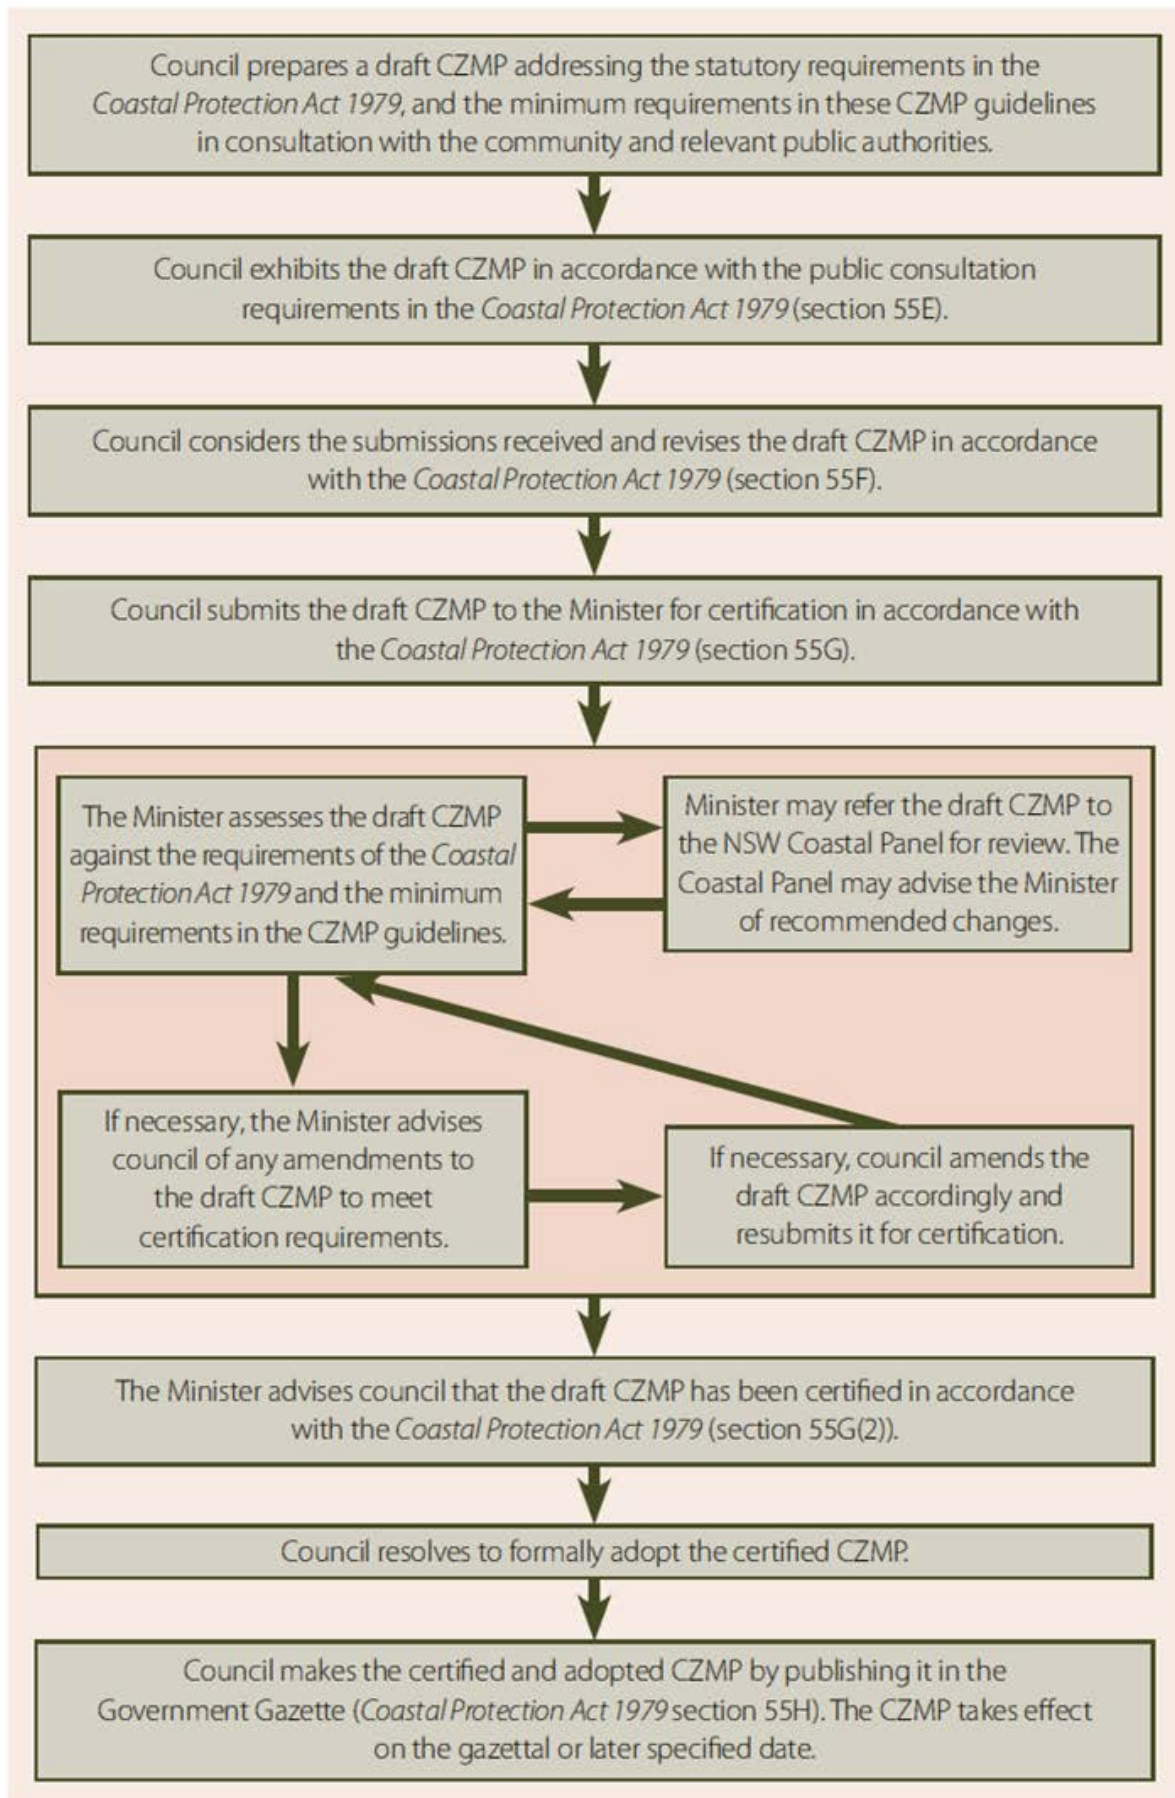 Council prepares a draft CZMP addressing the statutory requirements in the
Coastal Protection Act 1979, and the minimum requirements in these CZMP guidelines
in consultation with the community and relevant public authorities.
Council exhibits the draft CZMP in accordance with the public consultation
requirements in the Coastal Protection Act 1979 (section 55E).
Council considers the submissions received and revises the draft CZMP in accordance
with the Coastal Protection Act 1979 (section 55F).
Council submits the draft CZMP to the Minister for certification in accordance with
the Coastal Protection Act 1979 (section 55G).
The Minister assesses the draft CZMP
against the requirements of the Coastal
Protection Act 1979 and the minimum
requirements in the CZMP guidelines.
Minister may refer the draft CZMP to
the NSW Coastal Panel for review. The
Coastal Panel may advise the Minister
of recommended changes.
If necessary, the Minister advises
council of any amendments to
the draft CZMP to meet
certification requirements.
If necessary, council amends the
draft CZMP accordingly and
resubmits it for certification.
The Minister advises council that the draft CZMP has been certified in accordance
with the Coastal Protection Act 1979 (section 55G(2)).
Council resolves to formally adopt the certified CZMP.
Council makes the certified and adopted CZMP by publishing it in the
Government Gazette (Coastal Protection Act 1979 section 55H). The CZMP takes effect
on the gazettal or later specified date.